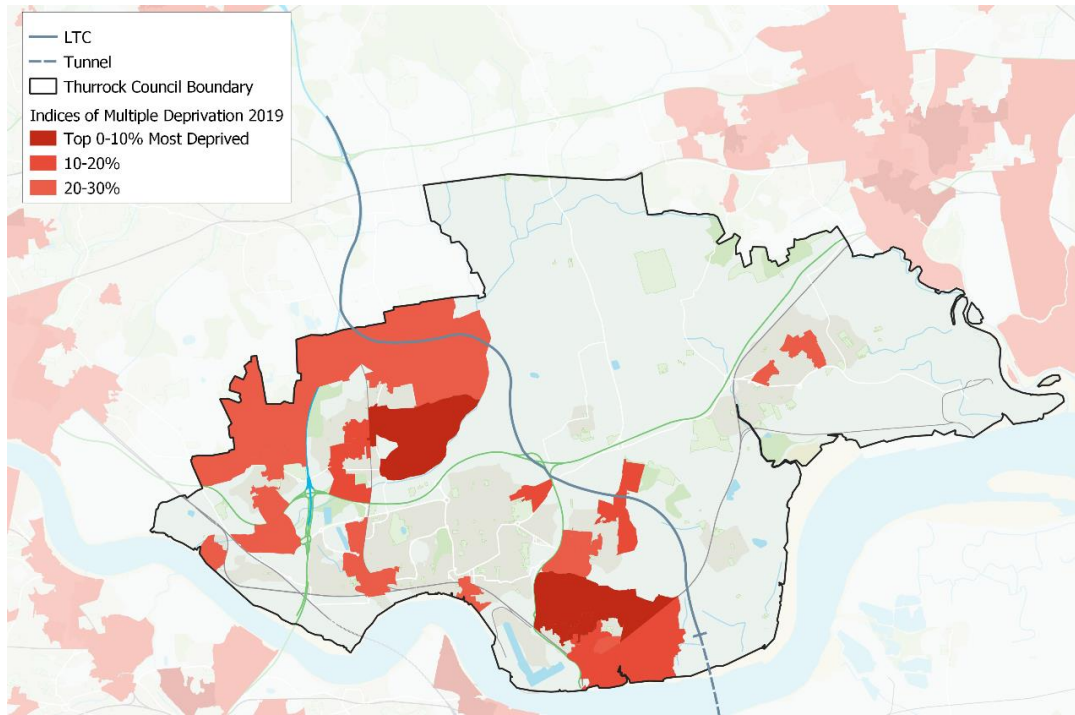 LTC
Tunnel
Thurrock Council Boundary
Indices of Multiple Deprivation 2019
Top 0-10% Most Deprived
10-20%
20-30%